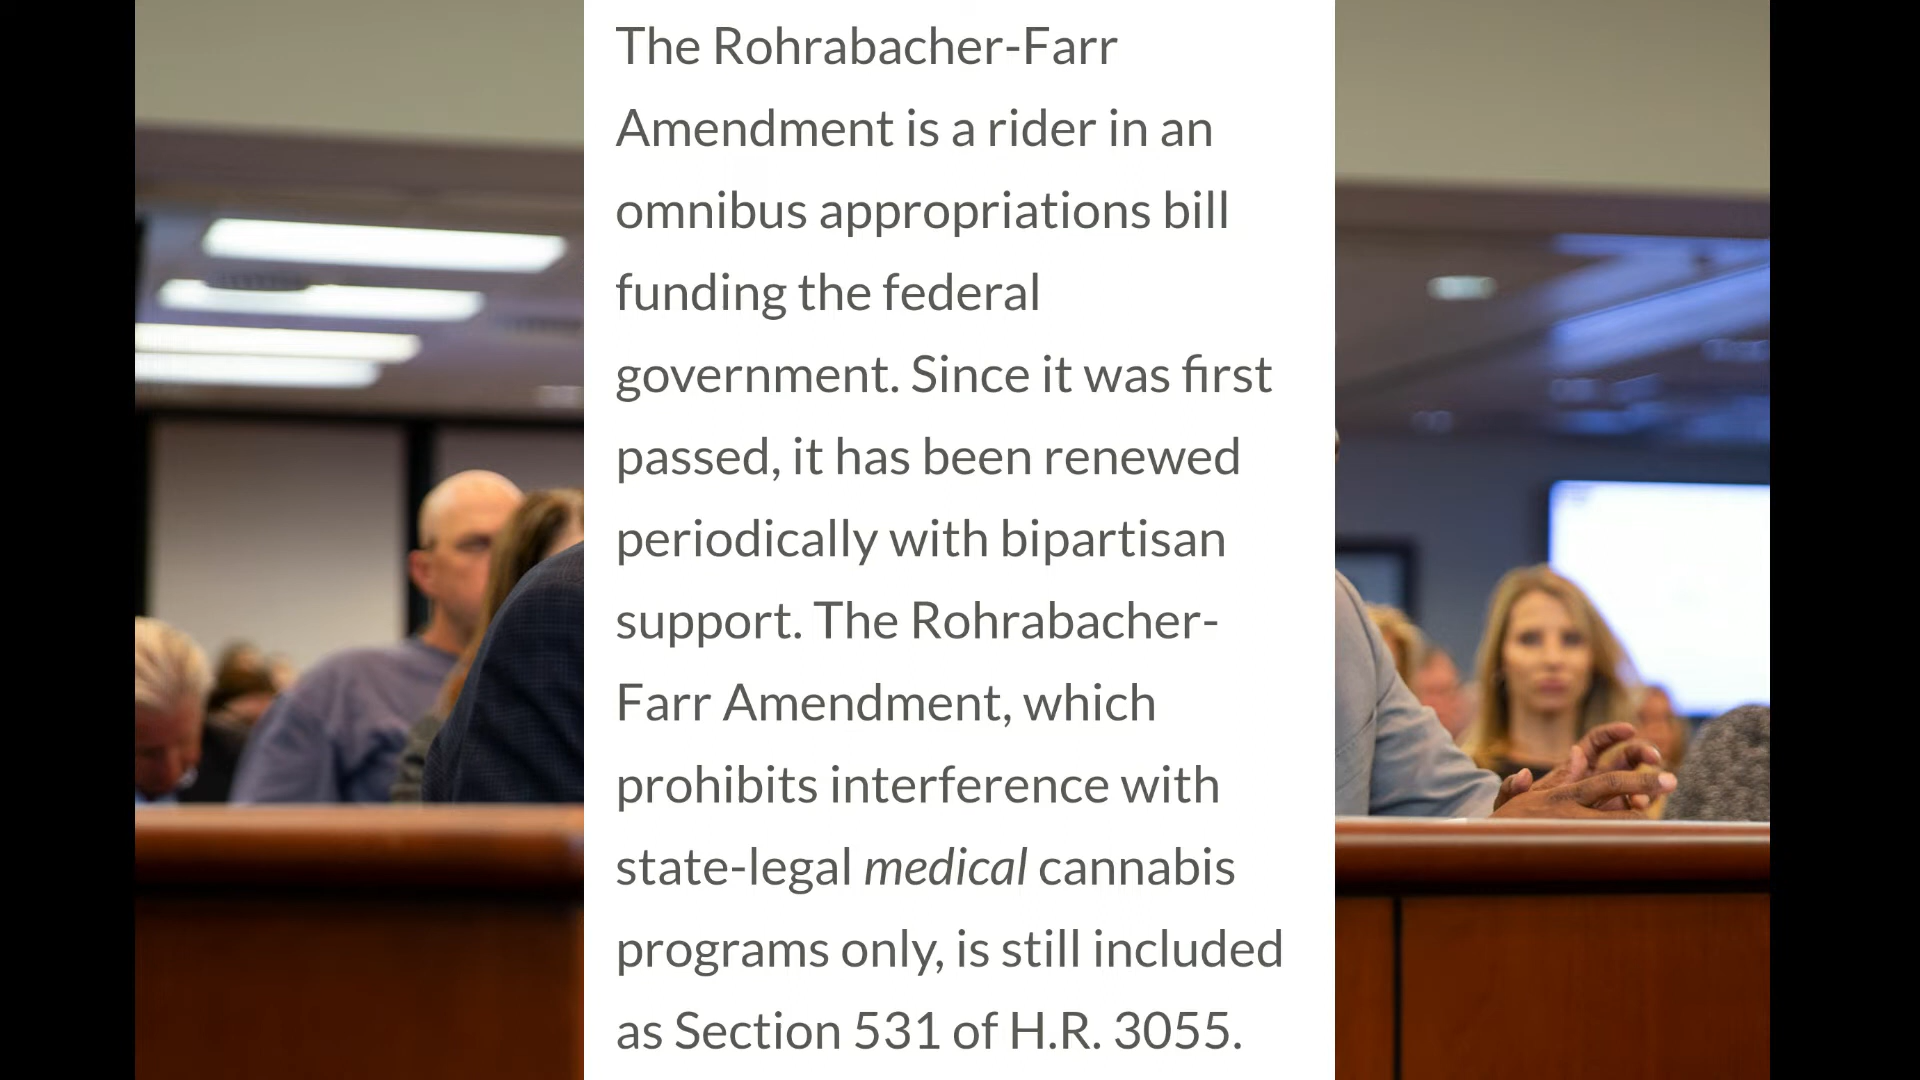 The Rohrabacher-Farr
Amendment is a rider in an
omnibus appropriations bill
funding the federal
government. Since it was first
passed, it has been renewed
periodically with bipartisan
support. The Rohrabacher-
Farr Amendment, which
prohibits interference with
state-legal medical cannabis
programs only, is still included
as Section 531 of H.R. 3055.